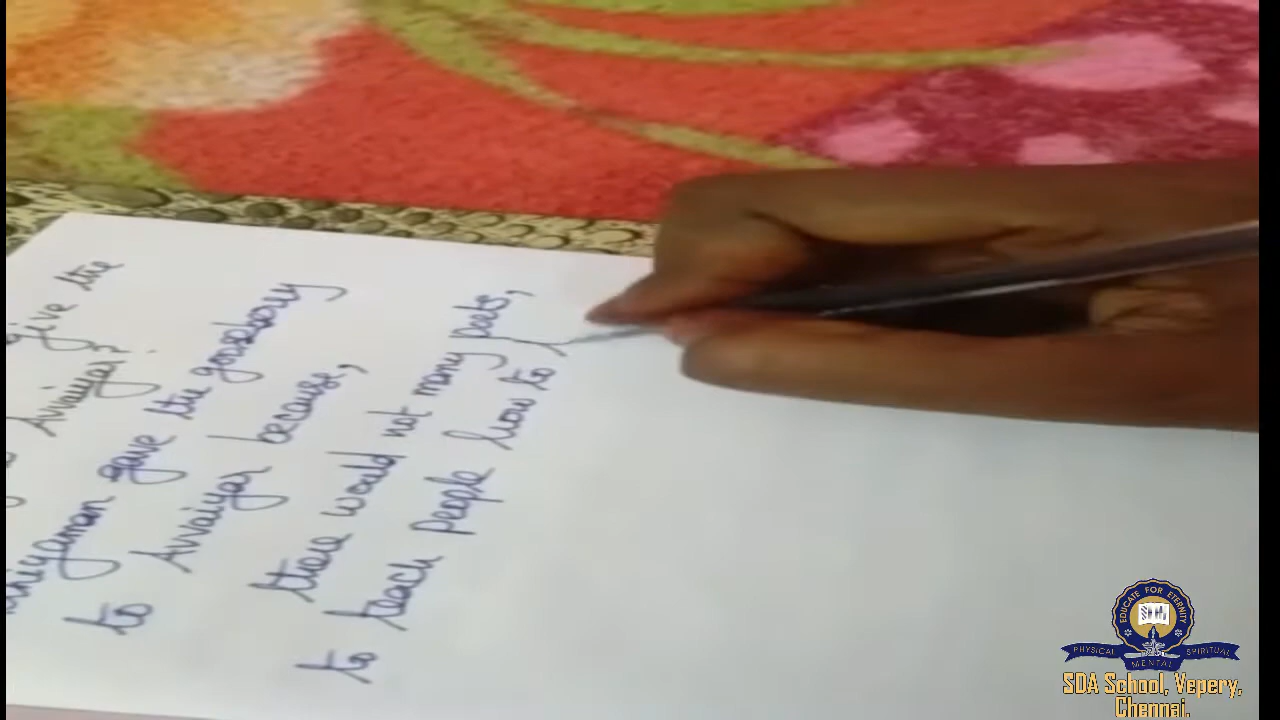 give the
Avvaiyar?
gave the gooseberry
to Avvaiyar because,
there would not many poets,
to teach people how to l
EDUCATE FOR ETERNITY
SDA
PHYSICAL MENTAL SPIRITUAL
SDA School, Vepery,
Chennai.